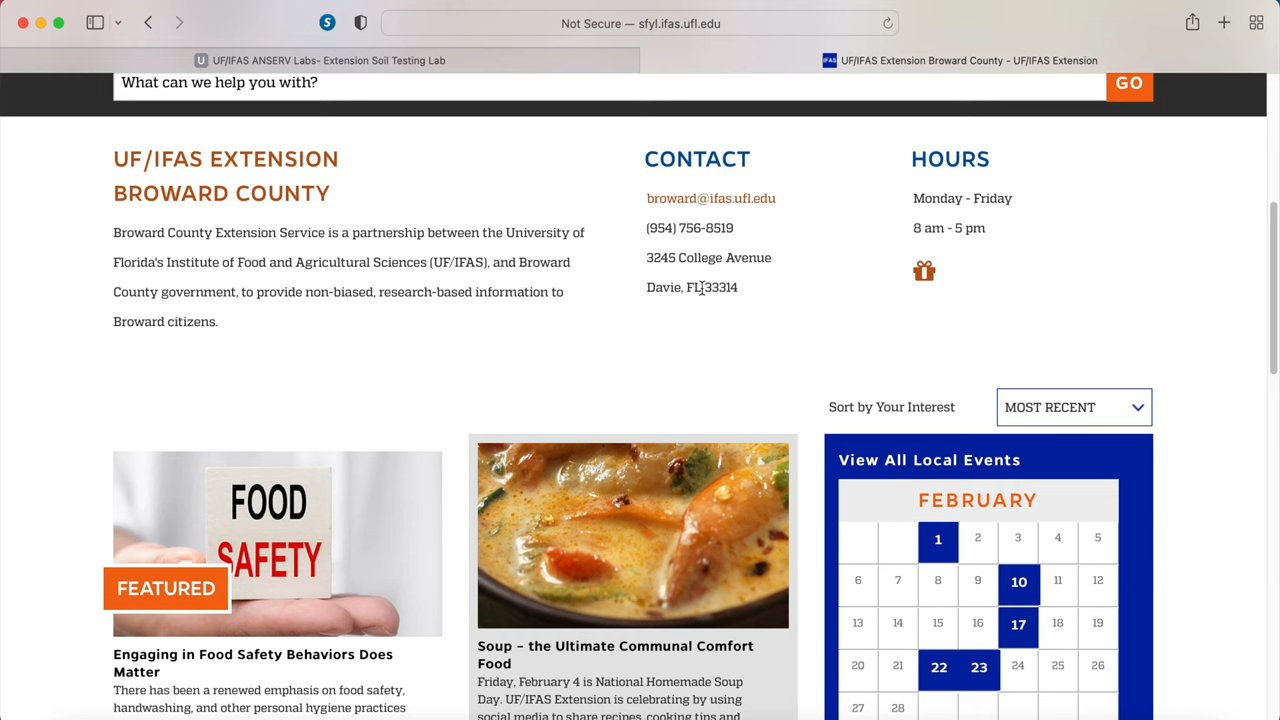 Not Secure — sfyl.ifas.ufl.edu
UF/IFAS ANSERV Labs- Extension Soil Testing Lab
UF/IFAS Extension Broward County - UF/IFAS Extension
What can we help you with?
GO
UF/IFAS EXTENSION
BROWARD COUNTY
Broward County Extension Service is a partnership between the University of
Florida's Institute of Food and Agricultural Sciences (UF/IFAS), and Broward
County government, to provide non-biased, research-based information to
Broward citizens.
CONTACT
broward@ifas.ufl.edu
(954) 756-8519
3245 College Avenue
Davie, FL 33314
HOURS
Monday - Friday
8 am - 5 pm
Sort by Your Interest
MOST RECENT
FOOD
SAFETY
FEATURED
Engaging in Food Safety Behaviors Does
Matter
There has been a renewed emphasis on food safety,
handwashing, and other personal hygiene practices
Soup – the Ultimate Communal Comfort
Food
Friday, February 4 is National Homemade Soup
Day. UF/IFAS Extension is celebrating by using
social media to share recipes, cooking tips and
View All Local Events
FEBRUARY
1 2 3 4 5
6 7 8 9 10 11 12
13 14 15 16 17 18 19
20 21 22 23 24 25 26
27 28